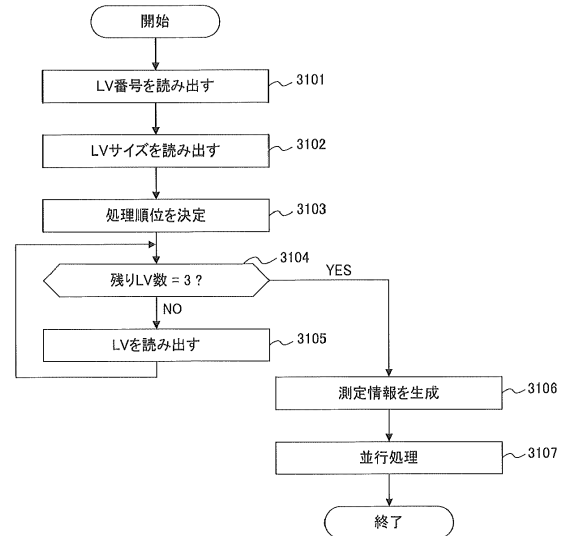 開始
LV番号を読み出す 3101
LVサイズを読み出す 3102
処理順位を決定 3103
残りLV数 = 3 ? 3104
YES
NO
LVを読み出す 3105
測定情報を生成 3106
並行処理 3107
終了